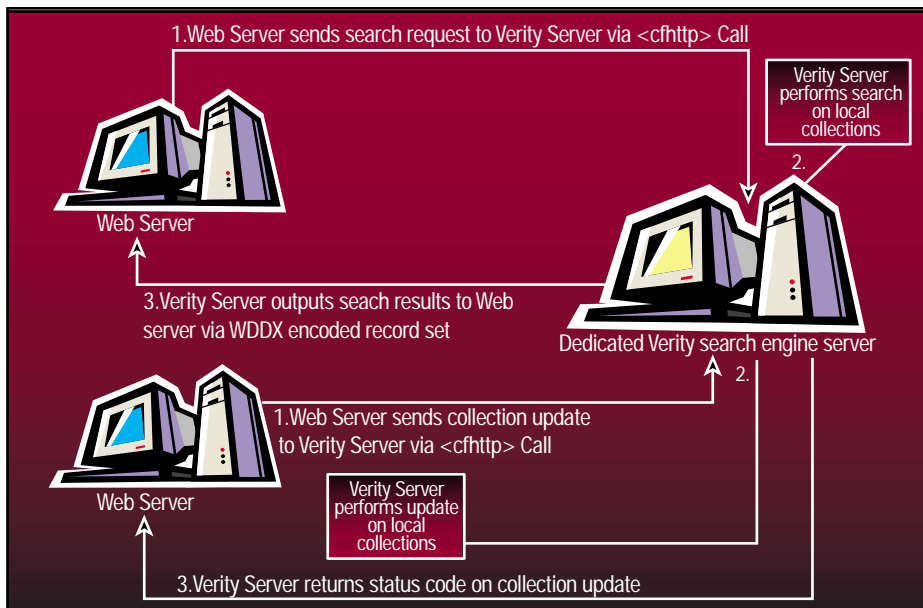 1.Web Server sends search request to Verity Server via <cfhttp> Call
Verity Server
performs search
on local
collections
2.
Web Server
3.Verity Server outputs seach results to Web
server via WDDX encoded record set
Dedicated Verity search engine server
2.
1.Web Server sends collection update
to Verity Server via <cfhttp> Call
Web Server
Verity Server
performs update
on local
collections
3.Verity Server returns status code on collection update